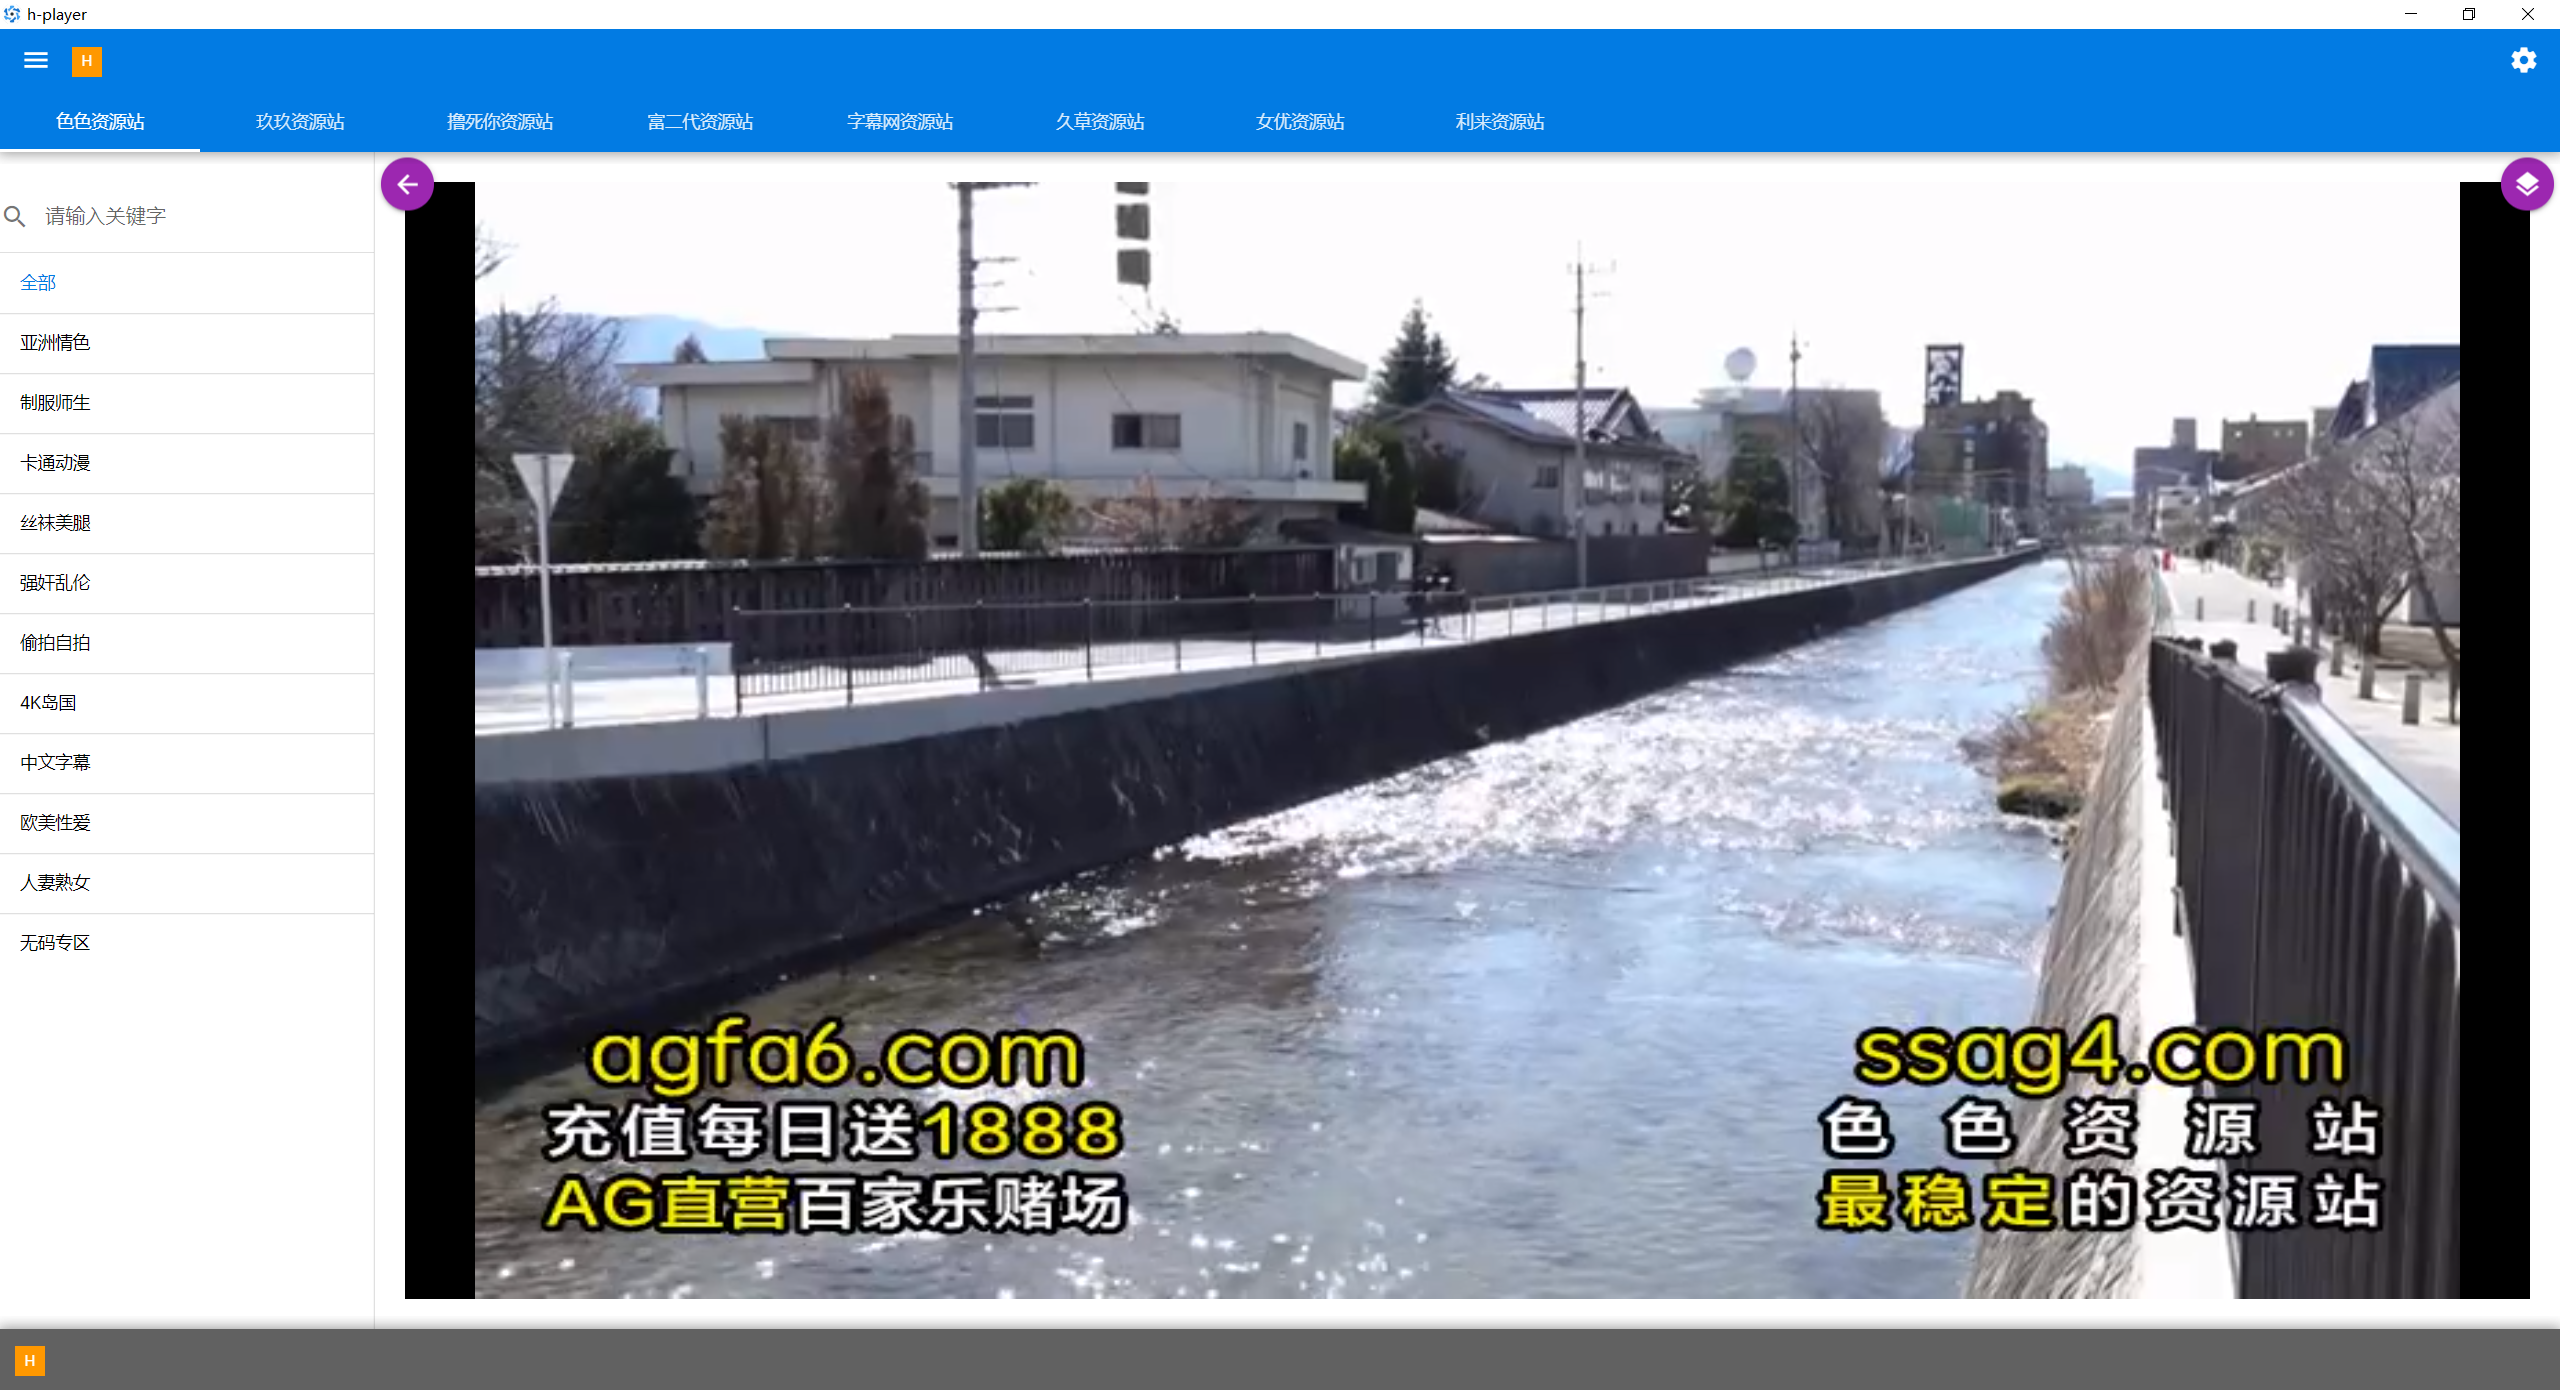 h-player
H
色色资源站 玖玖资源站 撸死你资源站 富二代资源站 字幕网资源站 久草资源站 女优资源站 利来资源站
请输入关键字
全部
亚洲情色
制服师生
卡通动漫
丝袜美腿
强奸乱伦
偷拍自拍
4K岛国
中文字幕
欧美性爱
人妻熟女
无码专区
agfa6.com
充值每日送1888
AG直营百家乐赌场
ssag4.com
色色资源站
最稳定的资源站
H